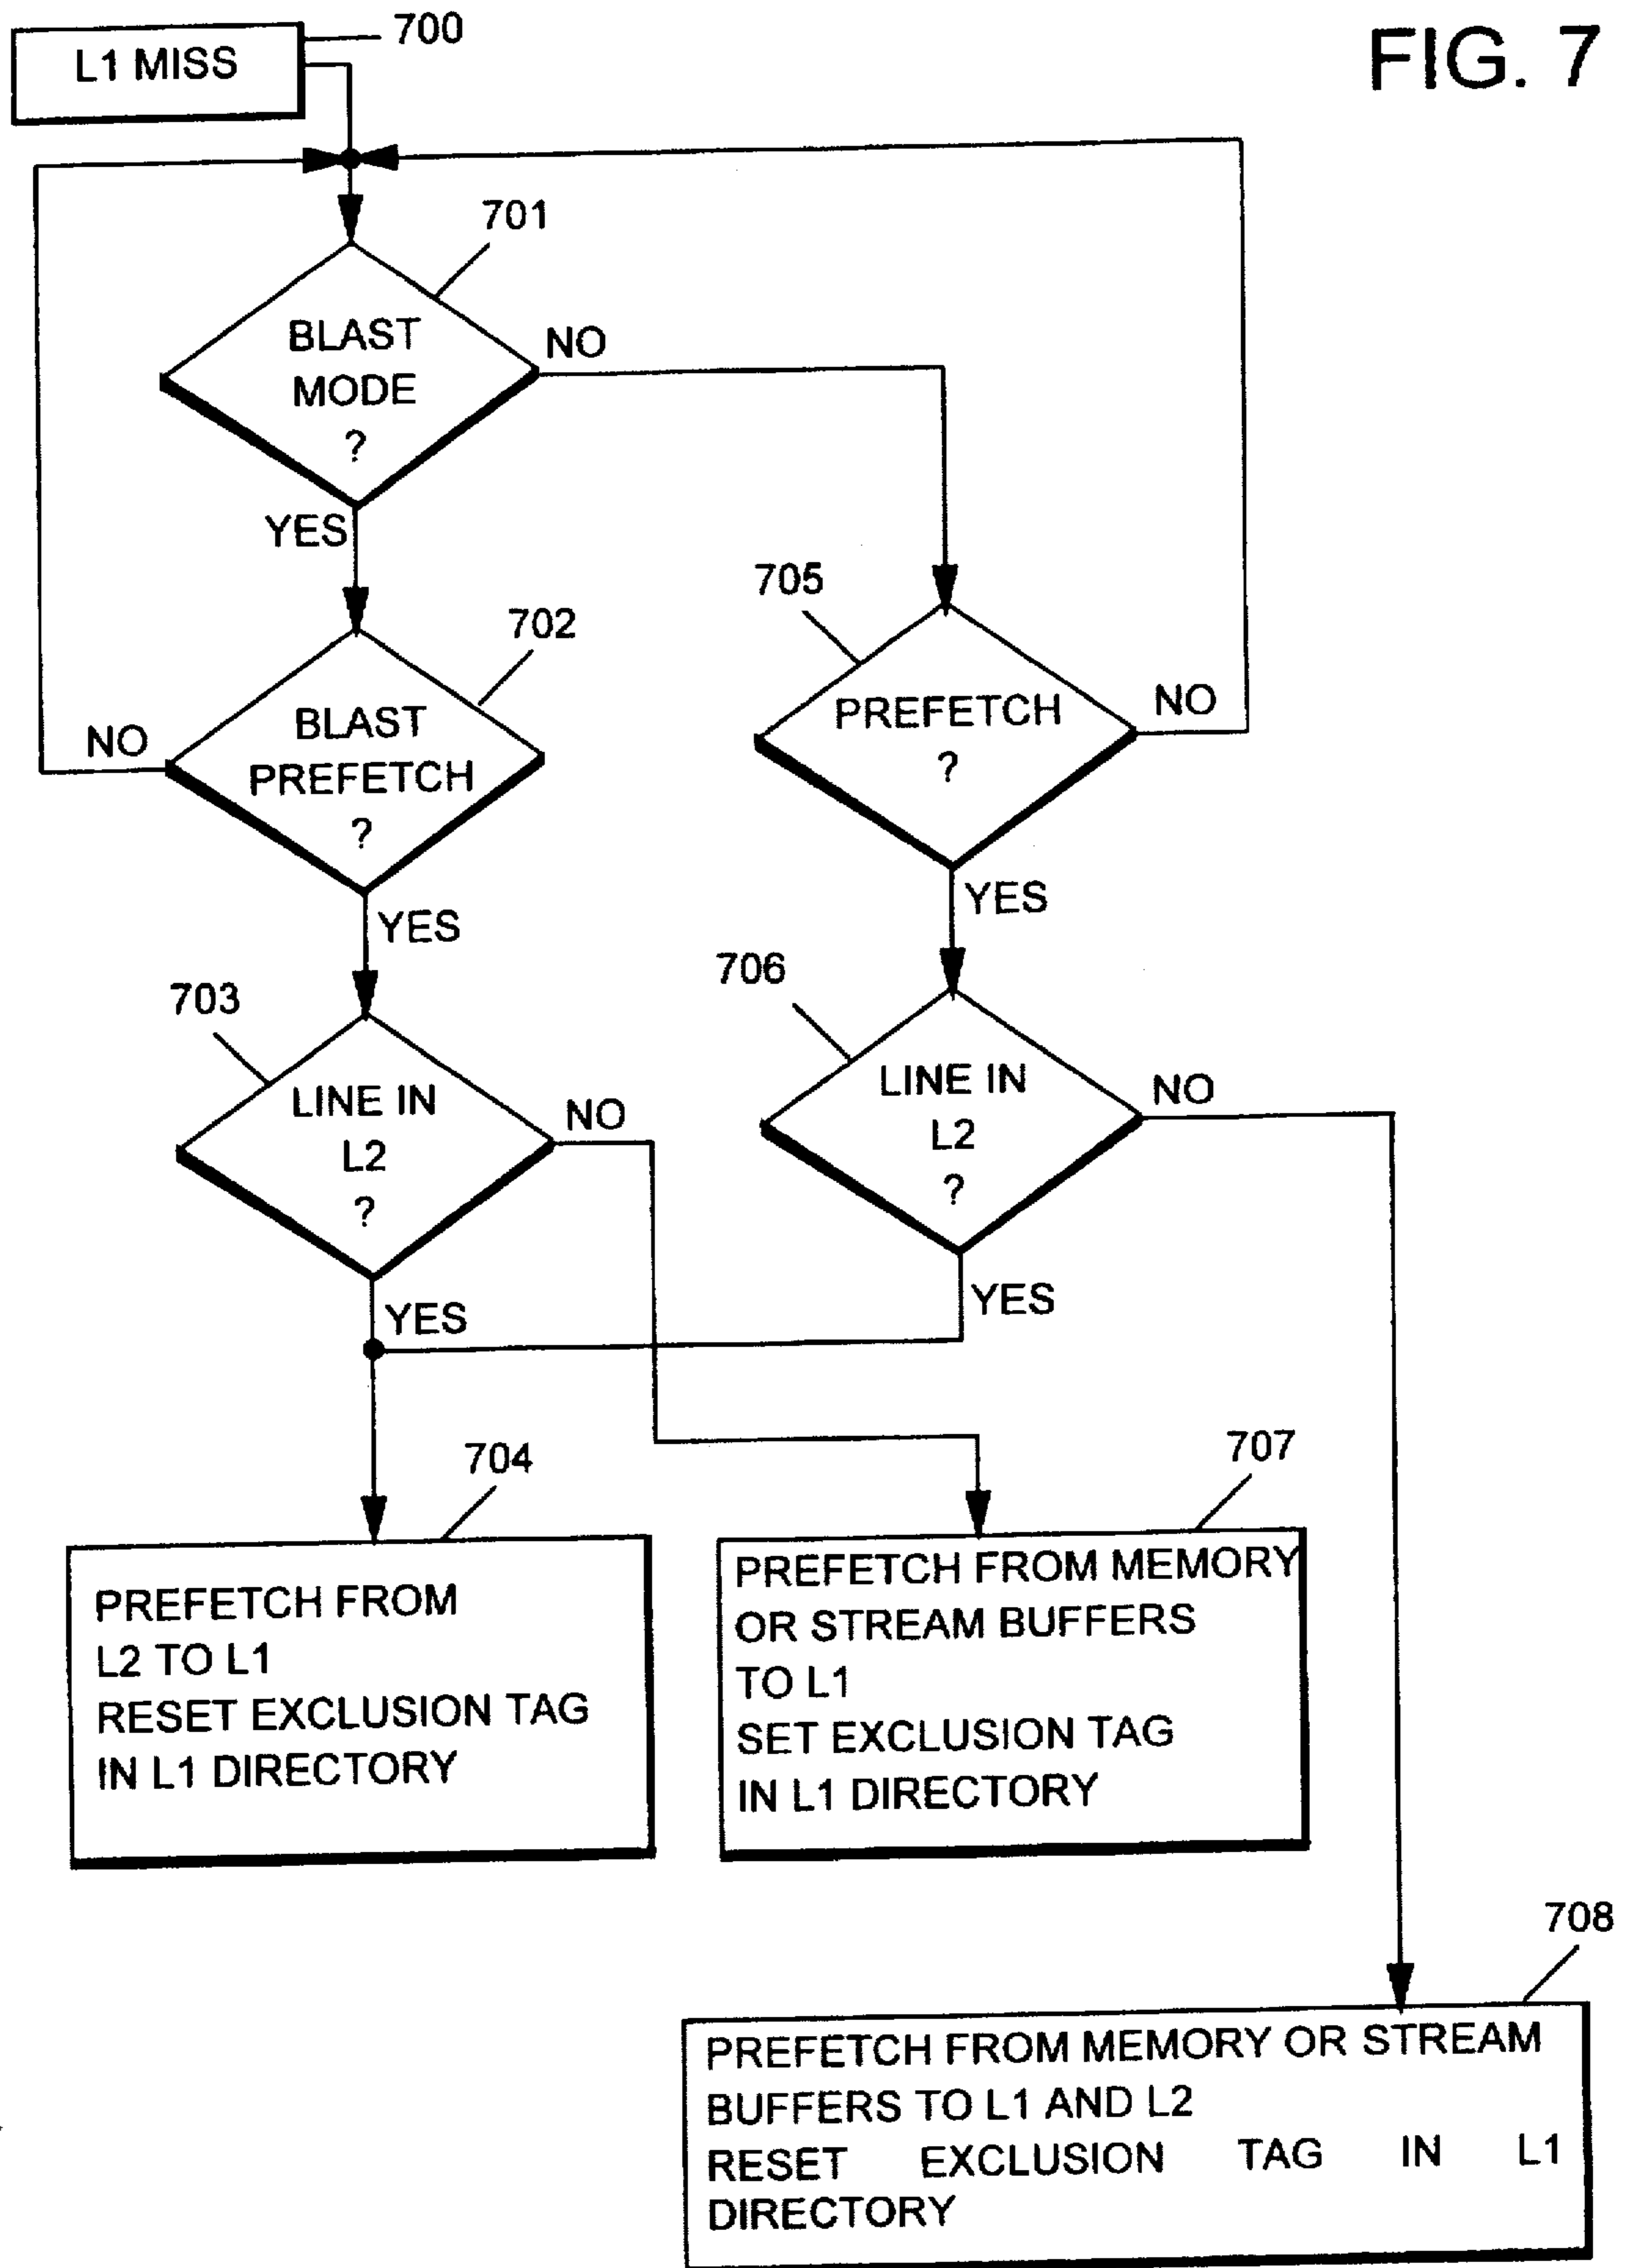 FIG. 7
700
L1 MISS
701
BLAST
MODE
?
NO
YES
702
BLAST
PREFETCH
?
NO
YES
705
PREFETCH
?
NO
YES
703
LINE IN
L2
?
NO
YES
706
LINE IN
L2
?
NO
YES
704
PREFETCH FROM
L2 TO L1
RESET EXCLUSION TAG
IN L1 DIRECTORY
707
PREFETCH FROM MEMORY
OR STREAM BUFFERS
TO L1
SET EXCLUSION TAG
IN L1 DIRECTORY
708
PREFETCH FROM MEMORY OR STREAM
BUFFERS TO L1 AND L2
RESET EXCLUSION TAG IN L1
DIRECTORY